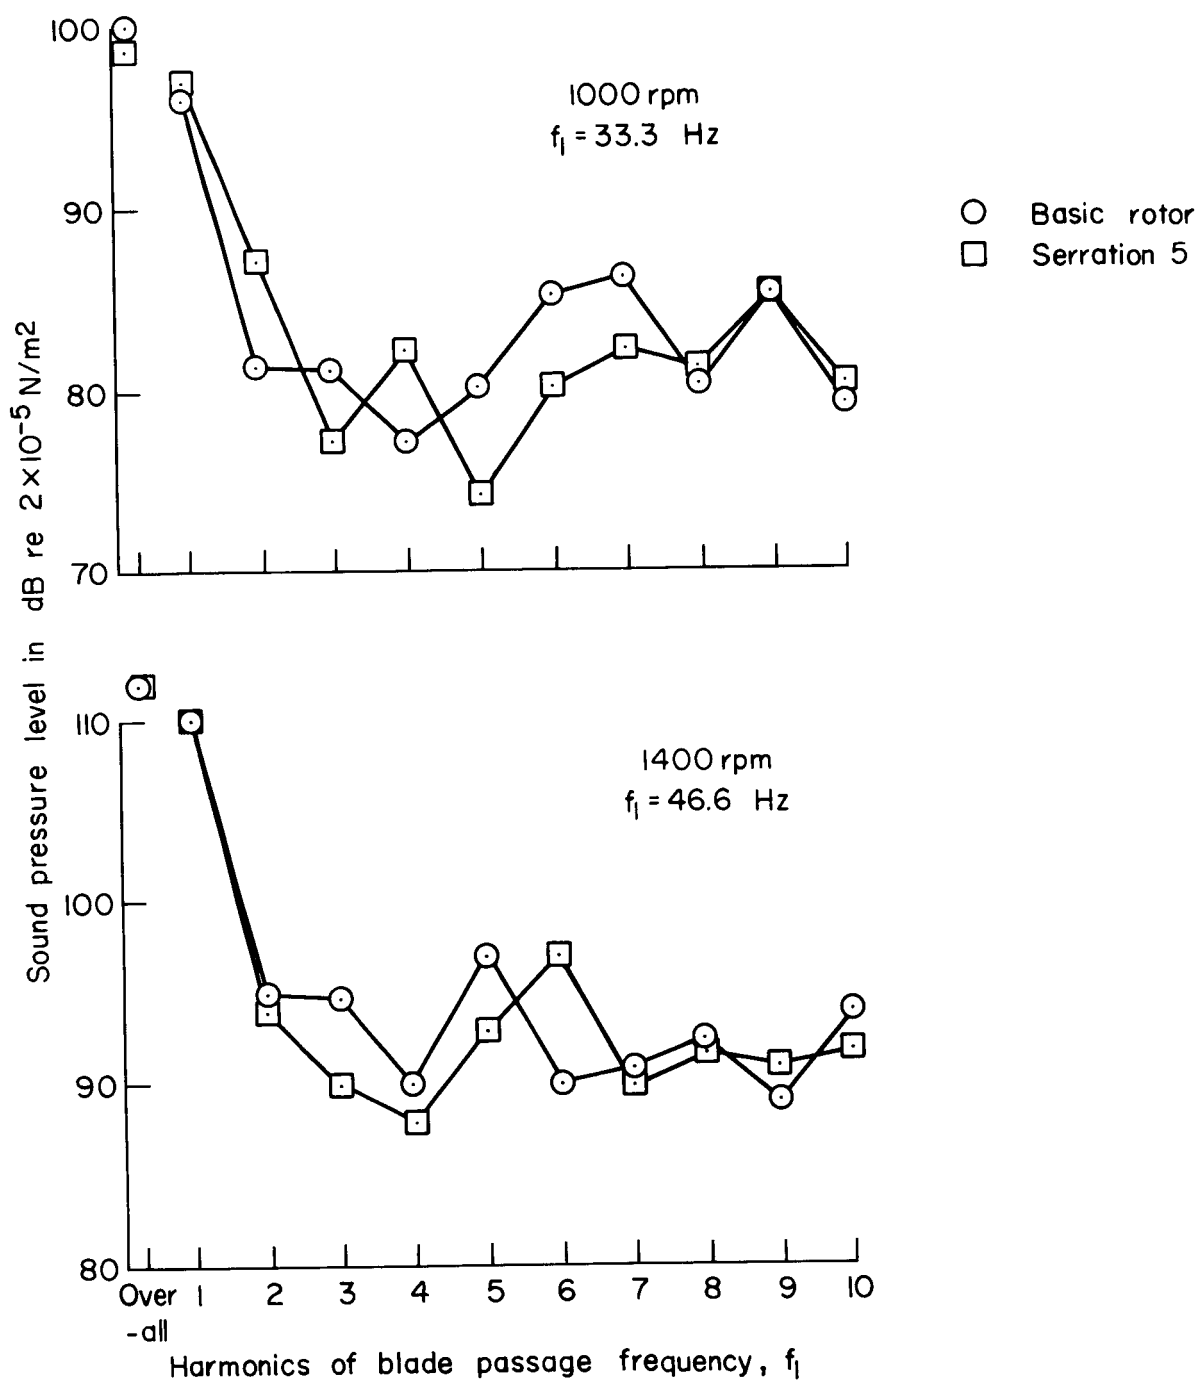 100
90
80
70
1000 rpm
f₁ = 33.3 Hz
Basic rotor
Serration 5
Sound pressure level in dB re 2×10⁻⁵ N/m²
110
100
90
80
1400 rpm
f₁ = 46.6 Hz
Over 1 2 3 4 5 6 7 8 9 10
-all
Harmonics of blade passage frequency, f₁